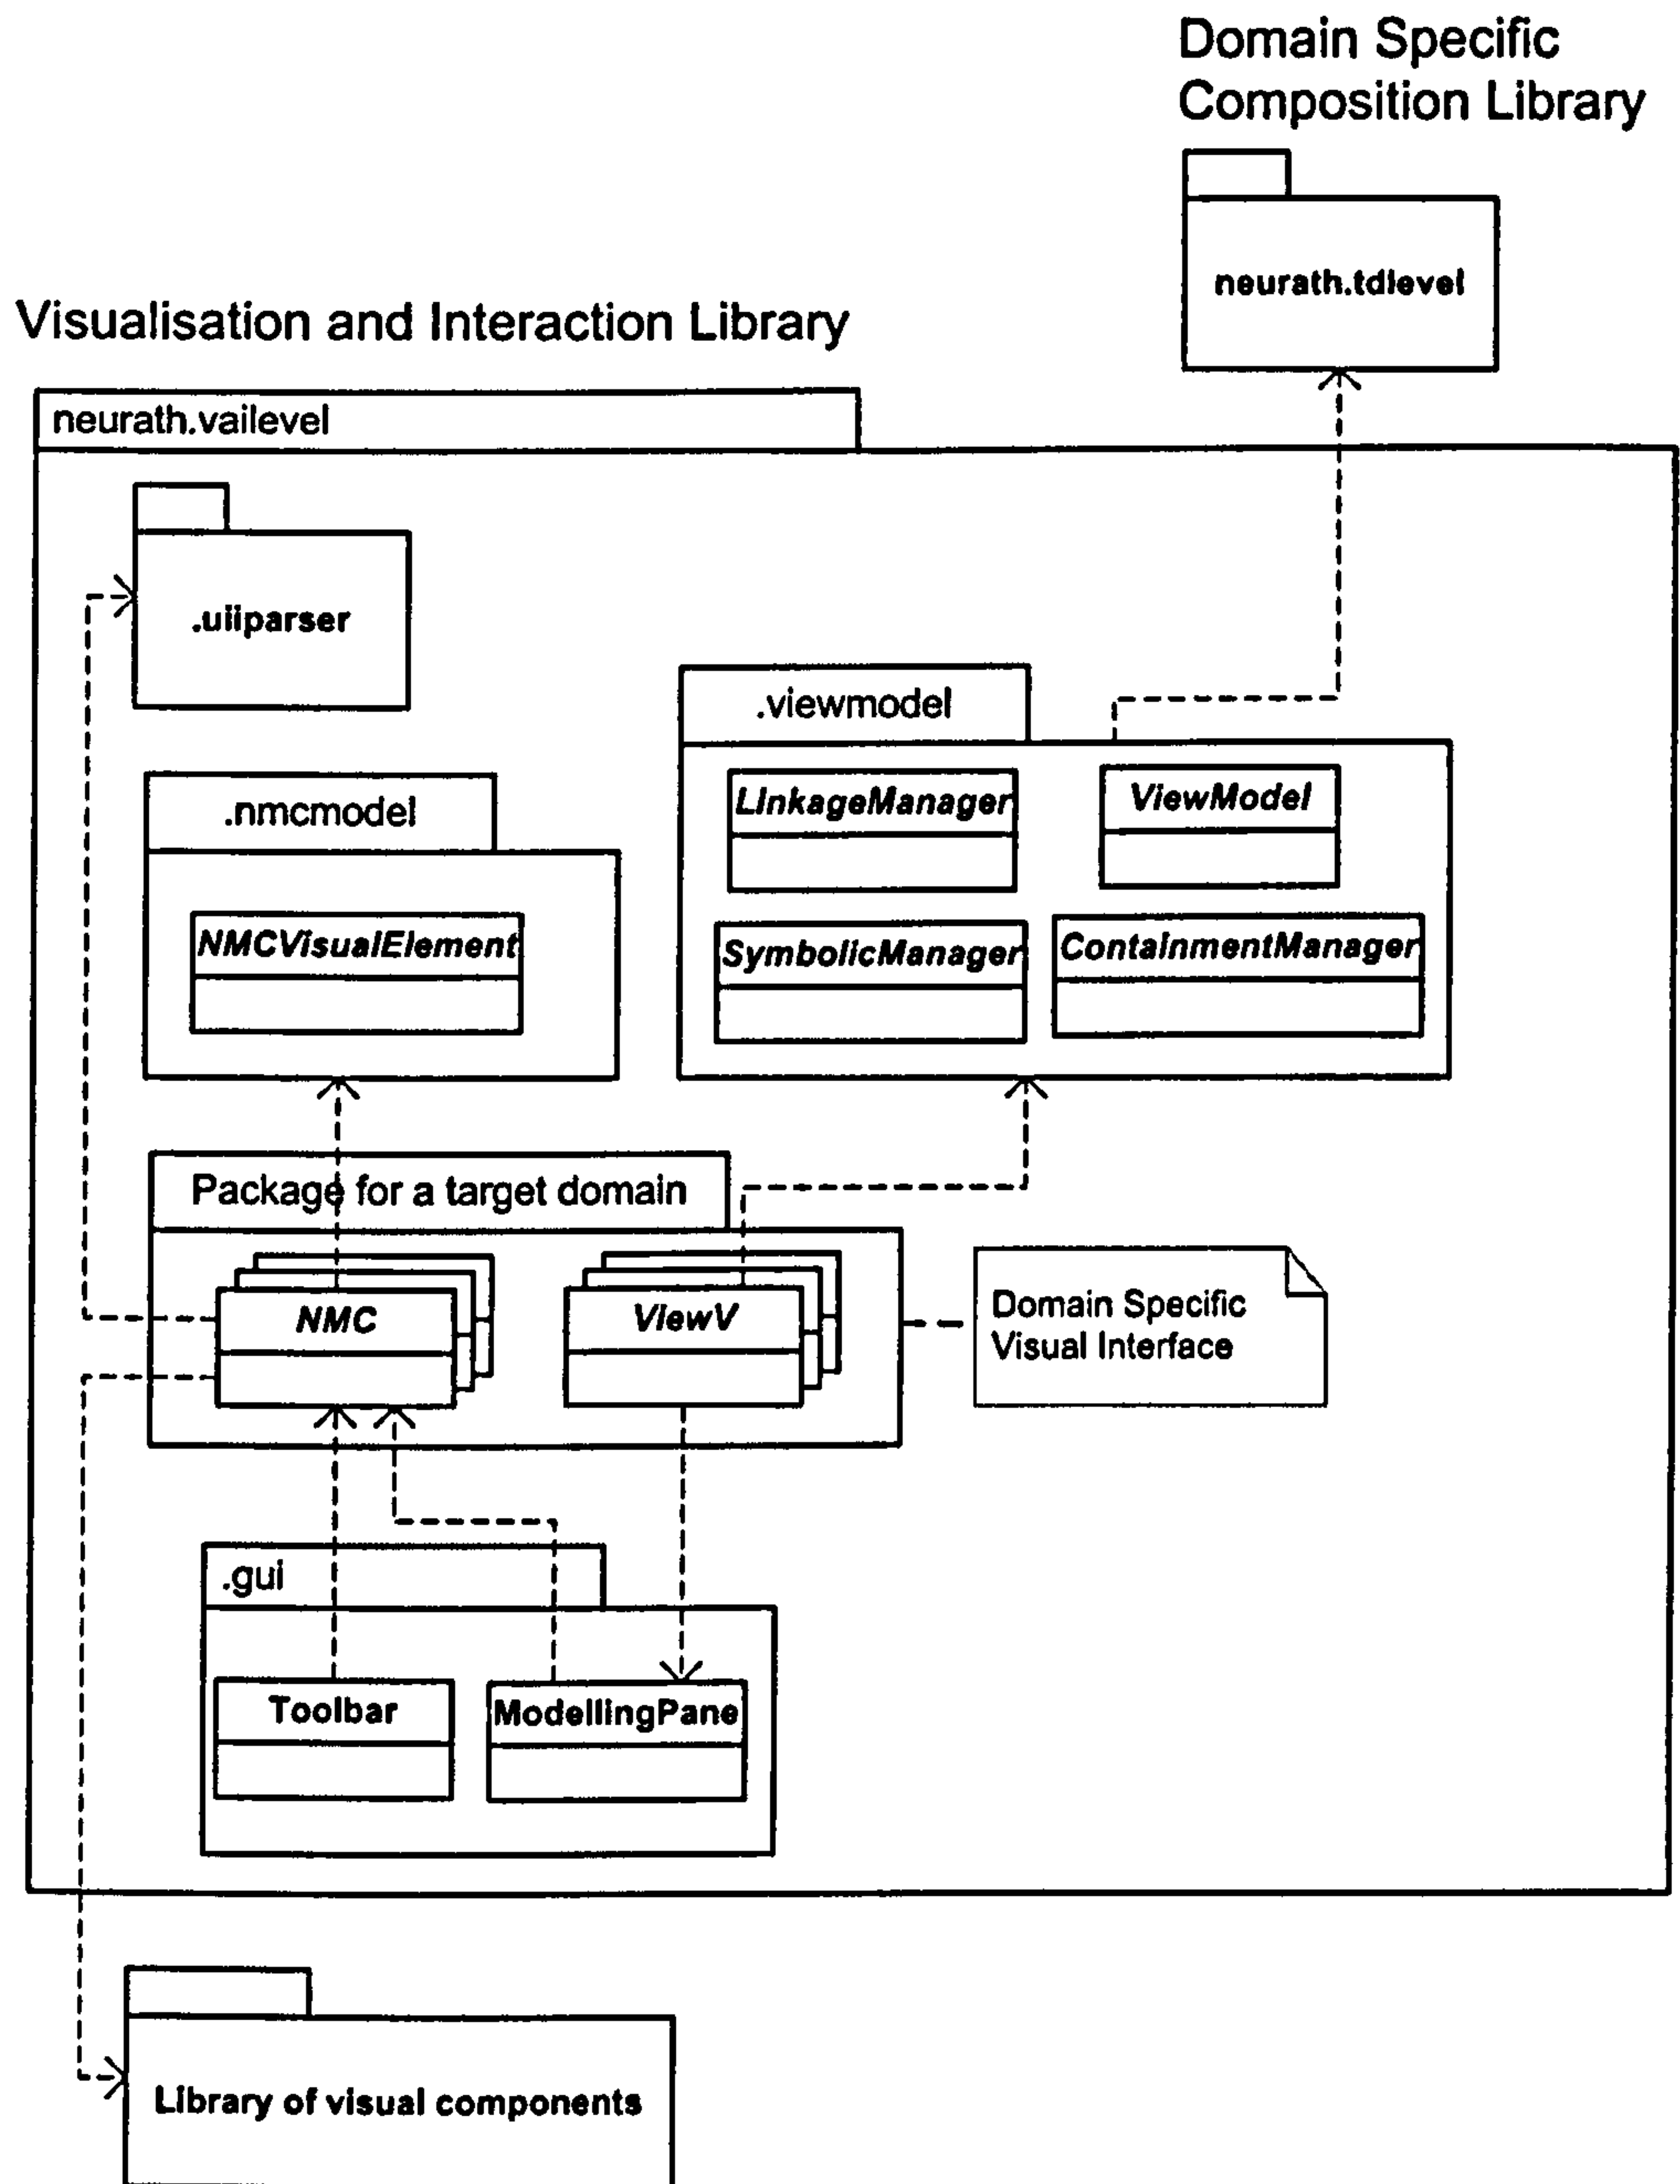 Domain Specific
Composition Library
neurath.tdlevel
Visualisation and Interaction Library
neurath.vailevel
.uiiparser
.viewmodel
LinkageManager
ViewModel
.nmcmodel
NMCVisualElement
SymbolicManager
ContainmentManager
Package for a target domain
NMC
ViewV
Domain Specific
Visual Interface
.gui
Toolbar
ModellingPane
Library of visual components